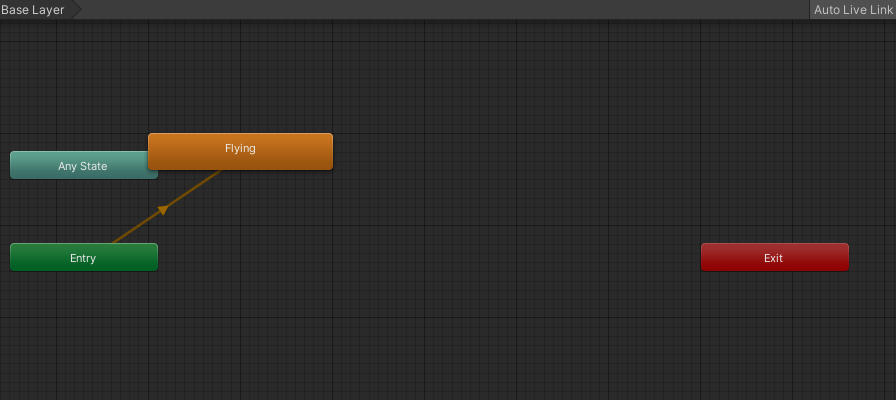 Base Layer
Auto Live Link
Flying
Any State
Entry
Exit